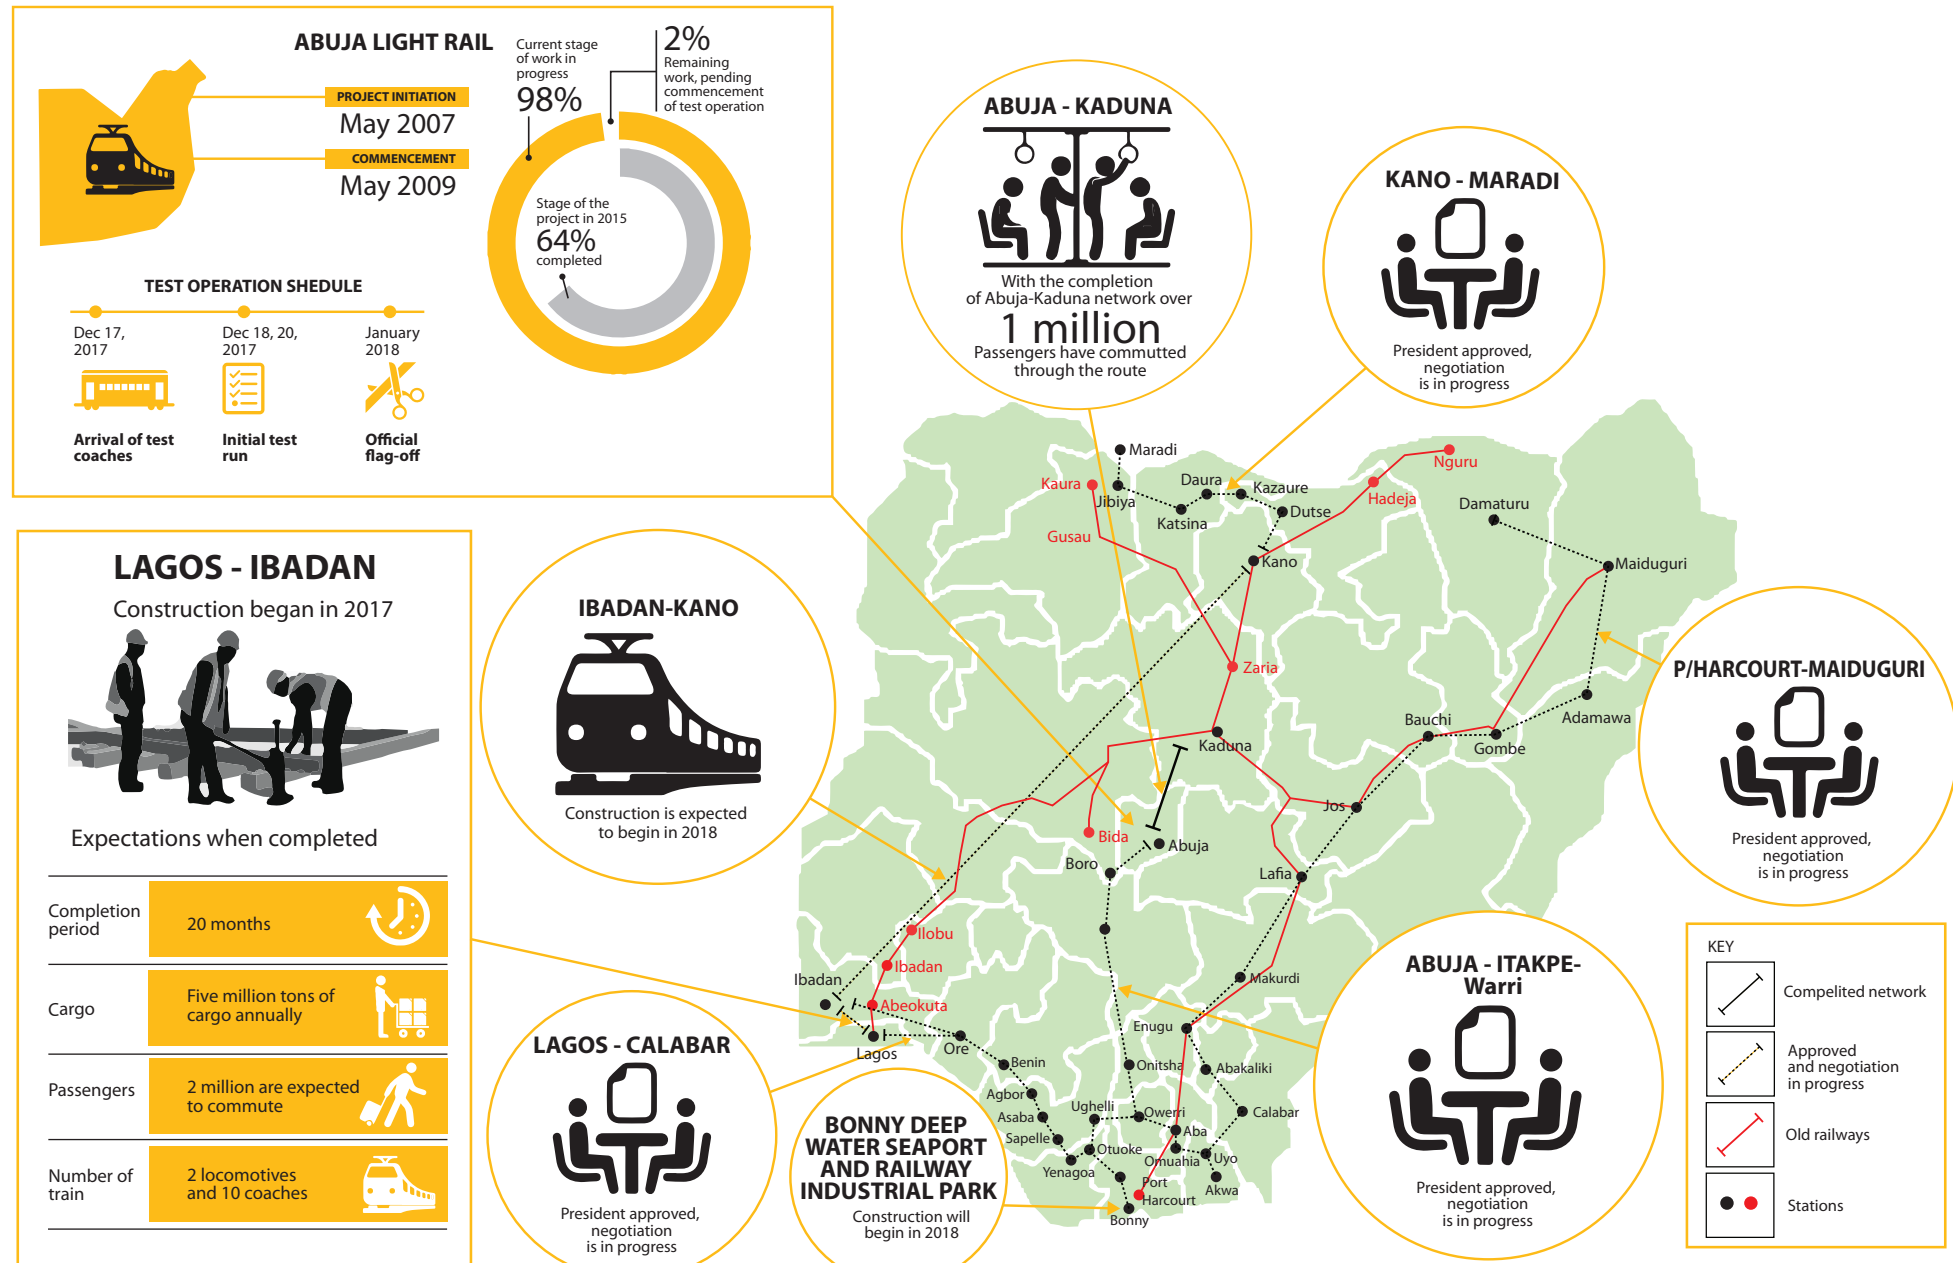 ABUJA LIGHT RAIL
PROJECT INITIATION
May 2007
COMMENCEMENT
May 2009
Current stage
of work in
progress
98%
2%
Remaining
work, pending
commencement
of test operation
Stage of the
project in 2015
64%
completed
TEST OPERATION SHEDULE
Dec 17,
2017
Arrival of test
coaches
Dec 18, 20,
2017
Initial test
run
January
2018
Official
flag-off
LAGOS - IBADAN
Construction began in 2017
Expectations when completed
Completion
period
20 months
Cargo
Five million tons of
cargo annually
Passengers
2 million are expected
to commute
Number of
train
2 locomotives
and 10 coaches
IBADAN-KANO
Construction is expected
to begin in 2018
LAGOS - CALABAR
President approved,
negotiation
is in progress
BONNY DEEP
WATER SEAPORT
AND RAILWAY
INDUSTRIAL PARK
Construction will
begin in 2018
ABUJA - KADUNA
With the completion
of Abuja-Kaduna network over
1 million
Passengers have commutted
through the route
KANO - MARADI
President approved,
negotiation
is in progress
P/HARCOURT-MAIDUGURI
President approved,
negotiation
is in progress
ABUJA - ITAKPE-
Warri
President approved,
negotiation
is in progress
Maradi
Kaura
Jibiya
Daura
Kazaure
Katsina
Dutse
Gusau
Kano
Nguru
Hadeja
Damaturu
Maiduguri
Zaria
Kaduna
Bauchi
Gombe
Adamawa
Jos
Bida
Abuja
Boro
Lafia
Ilobu
Ibadan
Ibadan
Abeokuta
Lagos
Ore
Makurdi
Enugu
Benin
Onitsha
Abakaliki
Agbor
Asaba
Ughelli
Owerri
Calabar
Sapelle
Aba
Otuoke
Omuahia
Uyo
Yenagoa
Akwa
Port
Harcourt
Bonny
KEY
Compelited network
Approved
and negotiation
in progress
Old railways
Stations